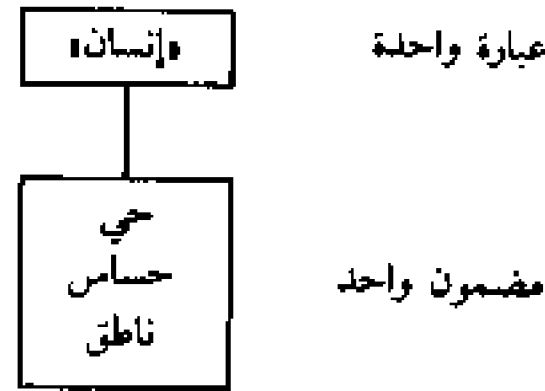 عبارة واحدة
«إنسان»
مضمون واحد
حي
حساس
ناطق